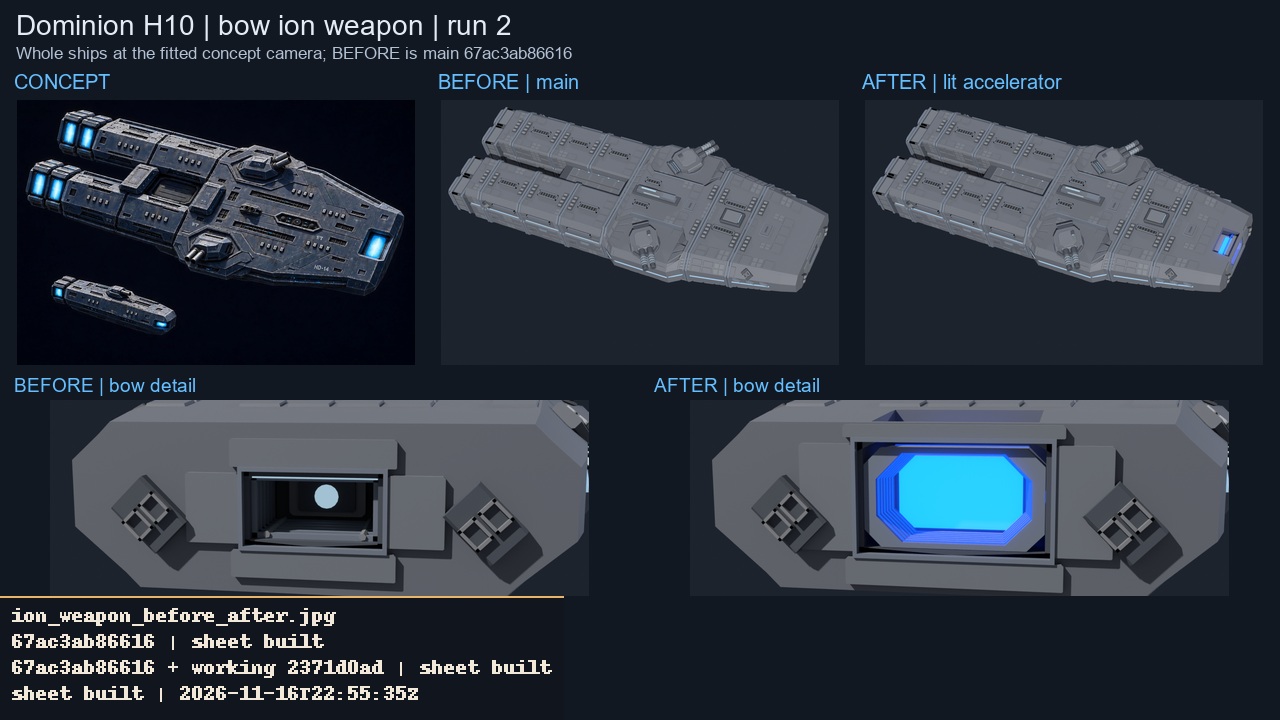 Dominion H10 | bow ion weapon | run 2
Whole ships at the fitted concept camera; BEFORE is main 67ac3ab86616
CONCEPT
BEFORE | main
AFTER | lit accelerator
HD-14
BEFORE | bow detail
AFTER | bow detail
ion_weapon_before_after.jpg
67ac3ab86616 | sheet built
67ac3ab86616 + working 2371d0ad | sheet built
sheet built | 2026-11-16T22:55:35Z